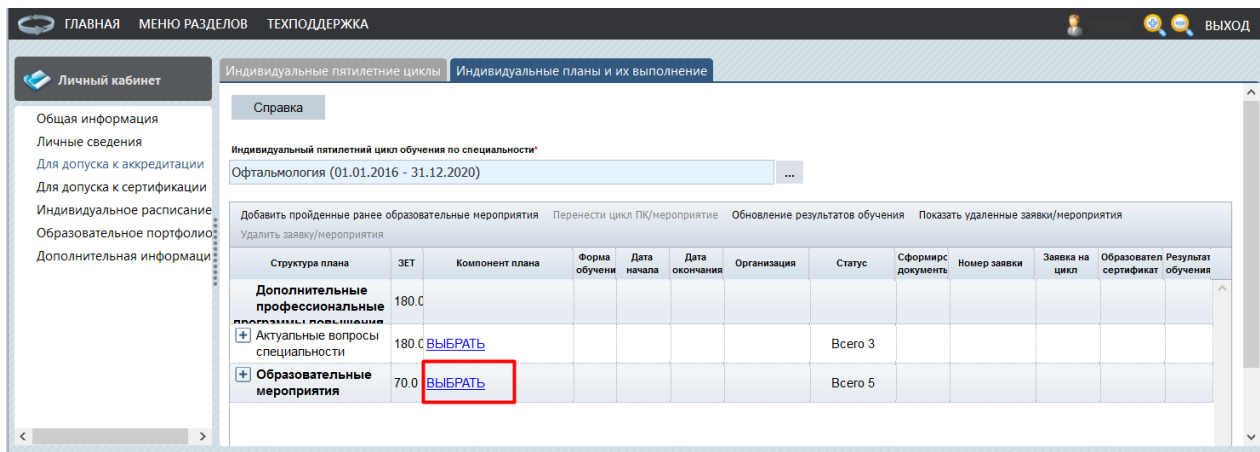 ГЛАВНАЯ МЕНЮ РАЗДЕЛОВ ТЕХПОДДЕРЖКА ВЫХОД
Личный кабинет
Общая информация
Личные сведения
Для допуска к аккредитации
Для допуска к сертификации
Индивидуальное расписание
Образовательное портфолио
Дополнительная информаци
Индивидуальные пятилетние циклы Индивидуальные планы и их выполнение
Справка
Индивидуальный пятилетний цикл обучения по специальности*
Офтальмология (01.01.2016 - 31.12.2020) ...
Добавить пройденные ранее образовательные мероприятия Перенести цикл ПК/мероприятие Обновление результатов обучения Показать удаленные заявки/мероприятия
Удалить заявку/мероприятия
Структура плана ЗЕТ Компонент плана Форма обучени Дата начала Дата окончания Организация Статус Сформирс документы Номер заявки Заявка на цикл Образовател сертификат Результат обучения
Дополнительные
профессиональные 180.0
программы повышения
Актуальные вопросы
специальности 180.0 ВЫБРАТЬ Всего 3
Образовательные
мероприятия 70.0 ВЫБРАТЬ Всего 5